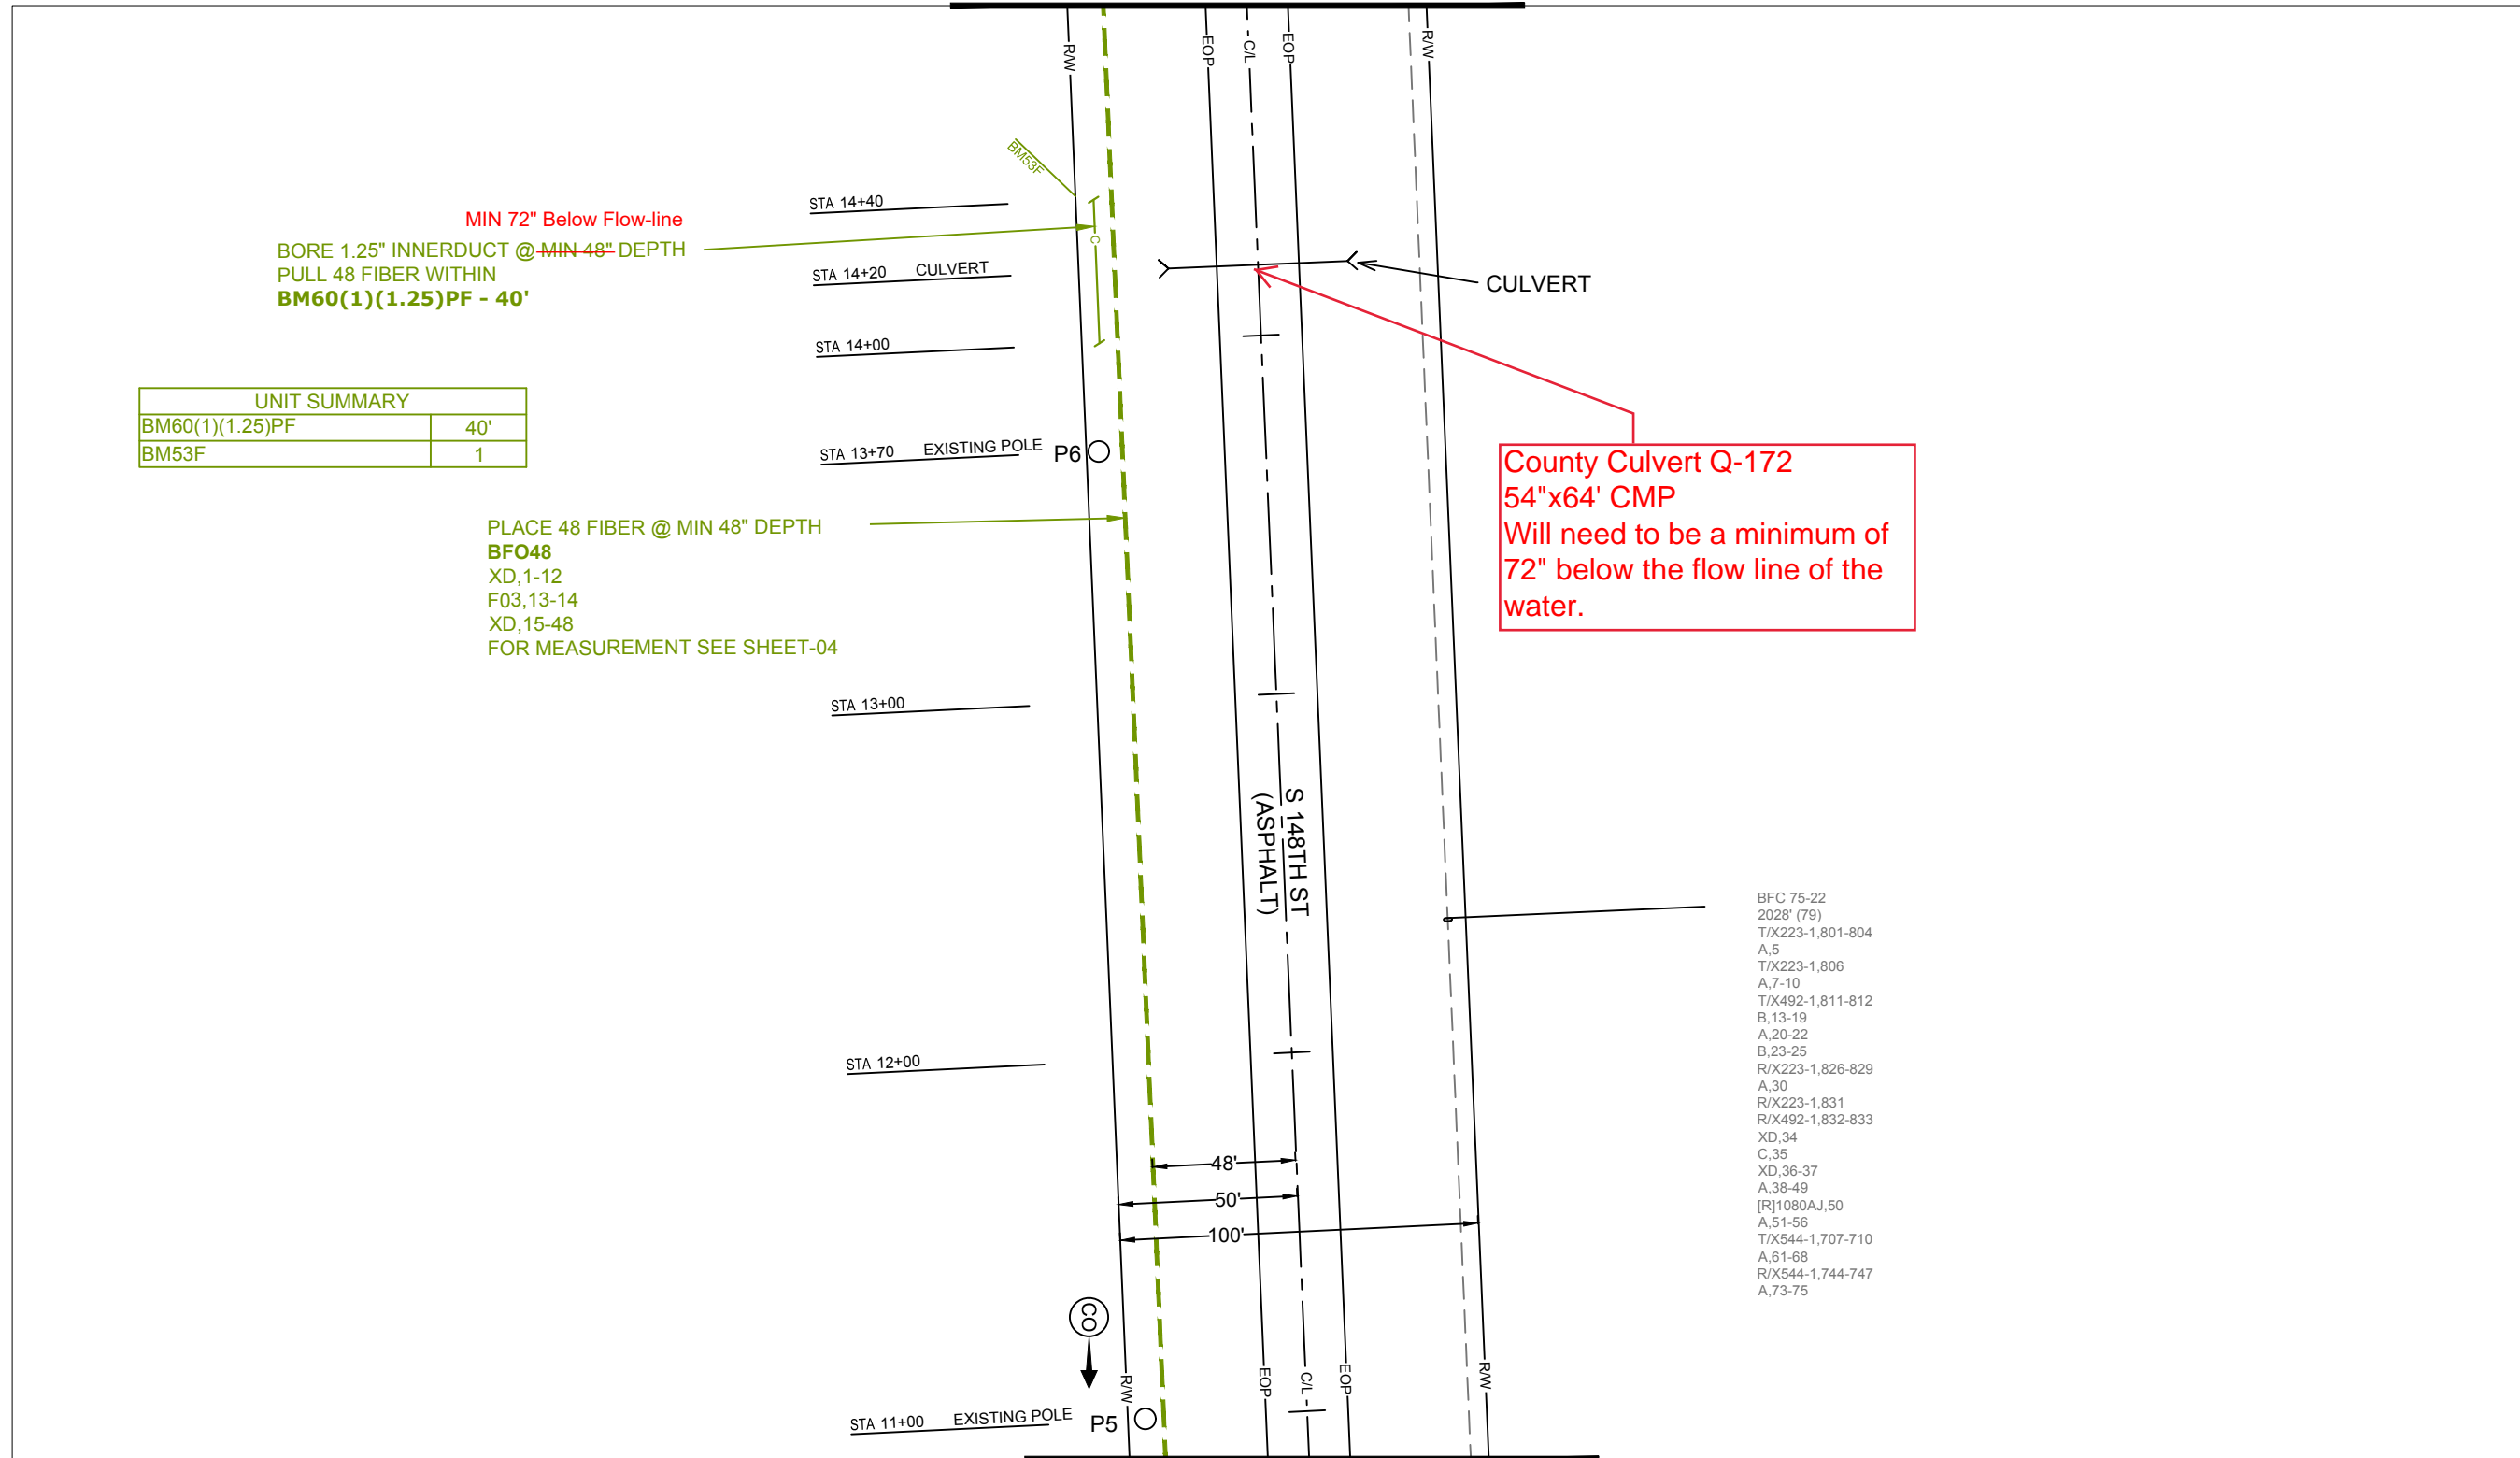 R/W
EOP
C/L
EOP
R/W
BM53F
STA 14+40
MIN 72" Below Flow-line
BORE 1.25" INNERDUCT @ MIN 48" DEPTH
PULL 48 FIBER WITHIN
BM60(1)(1.25)PF - 40'
C
STA 14+20 CULVERT
CULVERT
STA 14+00
UNIT SUMMARY
BM60(1)(1.25)PF 40'
BM53F 1
STA 13+70 EXISTING POLE P6
County Culvert Q-172
54"x64' CMP
Will need to be a minimum of
72" below the flow line of the
water.
PLACE 48 FIBER @ MIN 48" DEPTH
BFO48
XD,1-12
F03,13-14
XD,15-48
FOR MEASUREMENT SEE SHEET-04
STA 13+00
S 148TH ST
(ASPHALT)
BFC 75-22
2028' (79)
T/X223-1,801-804
A,5
T/X223-1,806
A,7-10
T/X492-1,811-812
B,13-19
A,20-22
B,23-25
R/X223-1,826-829
A,30
R/X223-1,831
R/X492-1,832-833
XD,34
C,35
XD,36-37
A,38-49
[R]1080AJ,50
A,51-56
T/X544-1,707-710
A,61-68
R/X544-1,744-747
A,73-75
STA 12+00
48'
50'
100'
CO
R/W
EOP
C/L
EOP
R/W
STA 11+00 EXISTING POLE P5